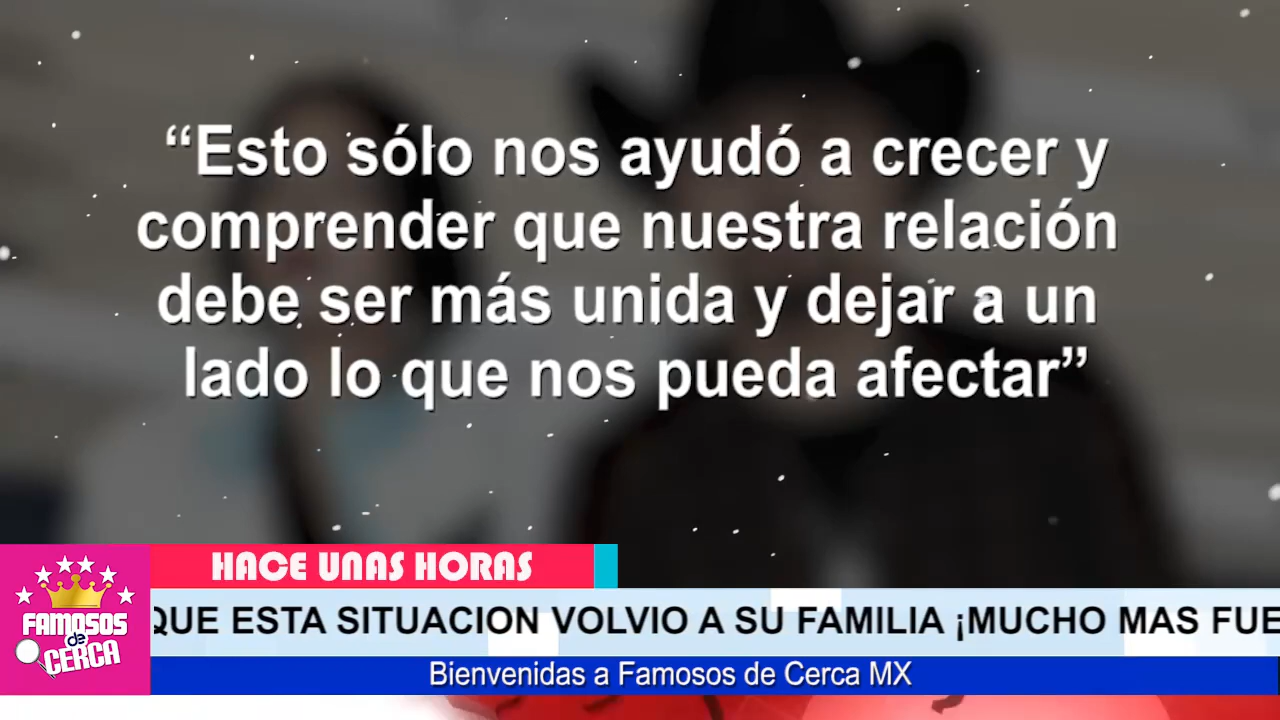 “Esto sólo nos ayudó a crecer y
comprender que nuestra relación
debe ser más unida y dejar a un
lado lo que nos pueda afectar”
HACE UNAS HORAS
FAMOSOS
de
CERCA
QUE ESTA SITUACION VOLVIO A SU FAMILIA ¡MUCHO MAS FUE
Bienvenidas a Famosos de Cerca MX